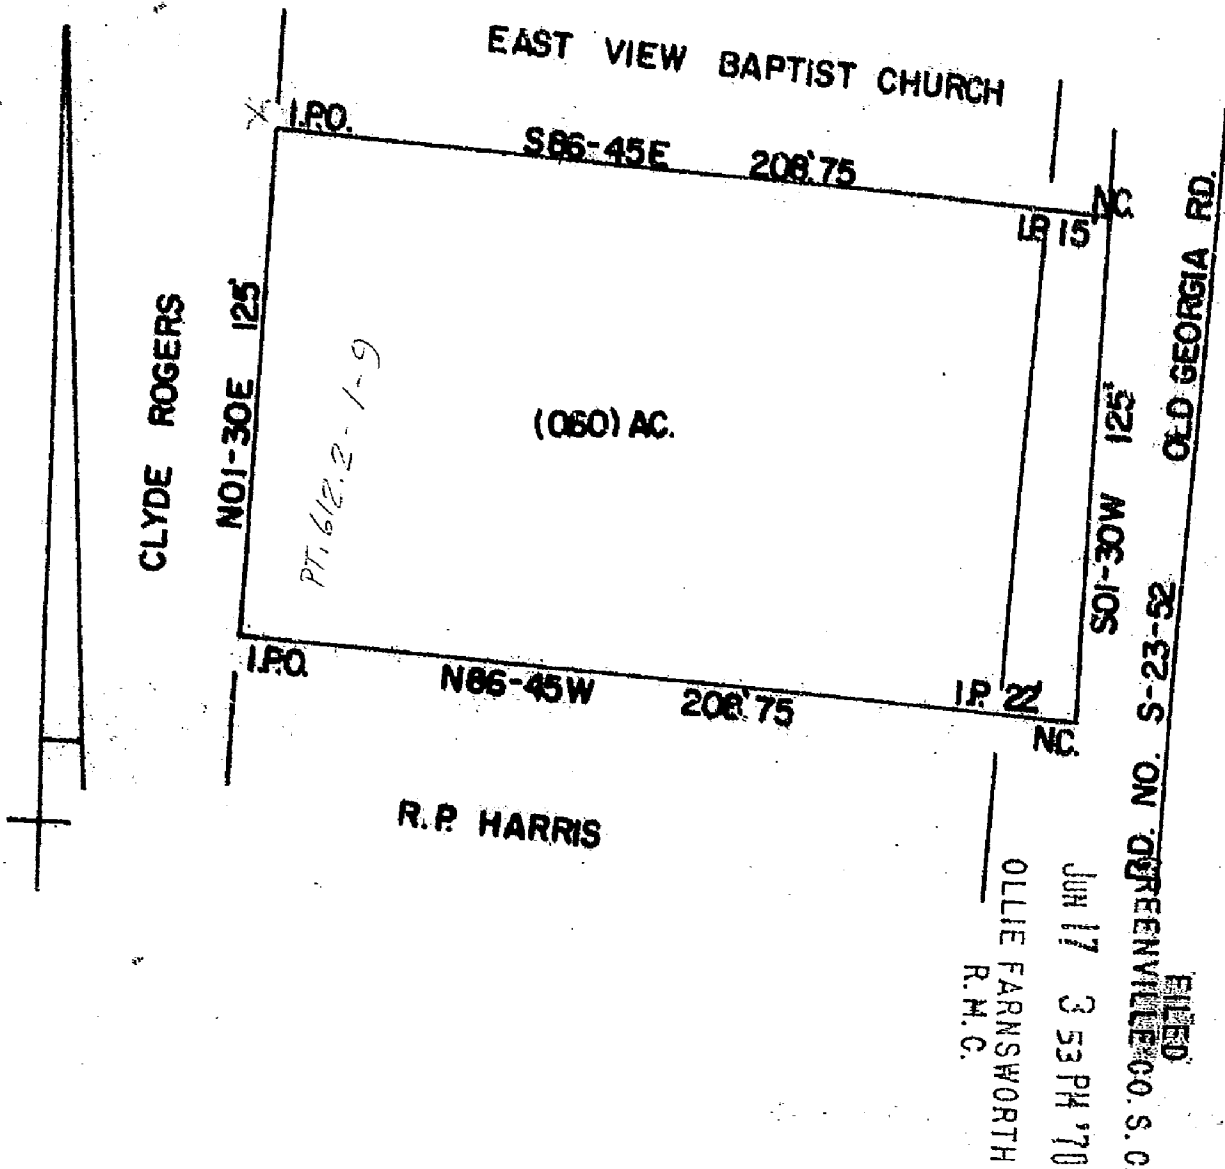 EAST VIEW BAPTIST CHURCH
I.P.O.
S86-45E 208.'75
N.C.
I.P. 15'
CLYDE ROGERS
N01-30E 125'
PT. 612.2-1-9
(0.60) AC.
S01-30W 125'
OLD GEORGIA RD.
RD. NO. S-23-52
I.P.O.
N86-45W 208.'75
I.P. 22'
N.C.
R.P. HARRIS
FILED
GREENVILLE CO. S. C
JUN 17 3 53 PM '70
OLLIE FARNSWORTH
R.M.C.